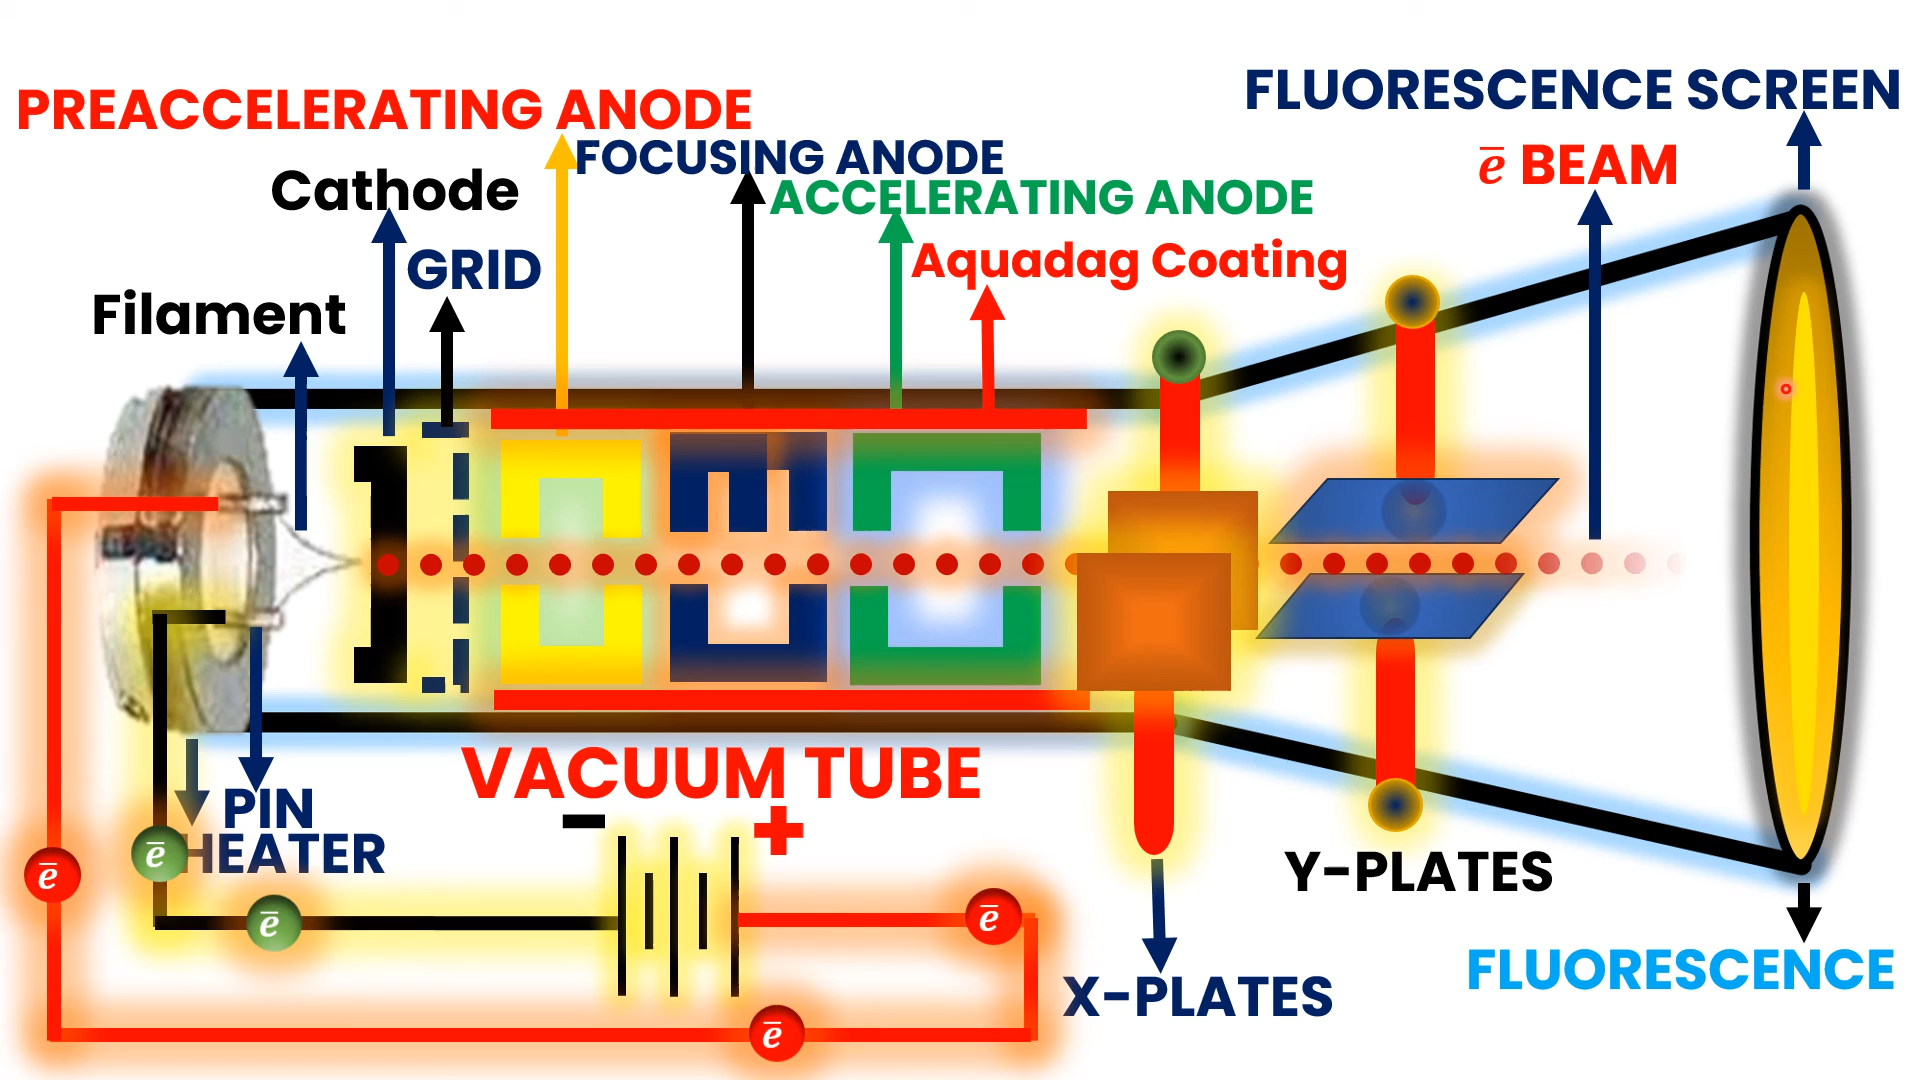 FLUORESCENCE SCREEN
PREACCELERATING ANODE
FOCUSING ANODE
e̅ BEAM
Cathode
ACCELERATING ANODE
GRID
Aquadag Coating
Filament
VACUUM TUBE
PIN
HEATER
-
+
e̅
e̅
e̅
e̅
e̅
Y-PLATES
X-PLATES
FLUORESCENCE